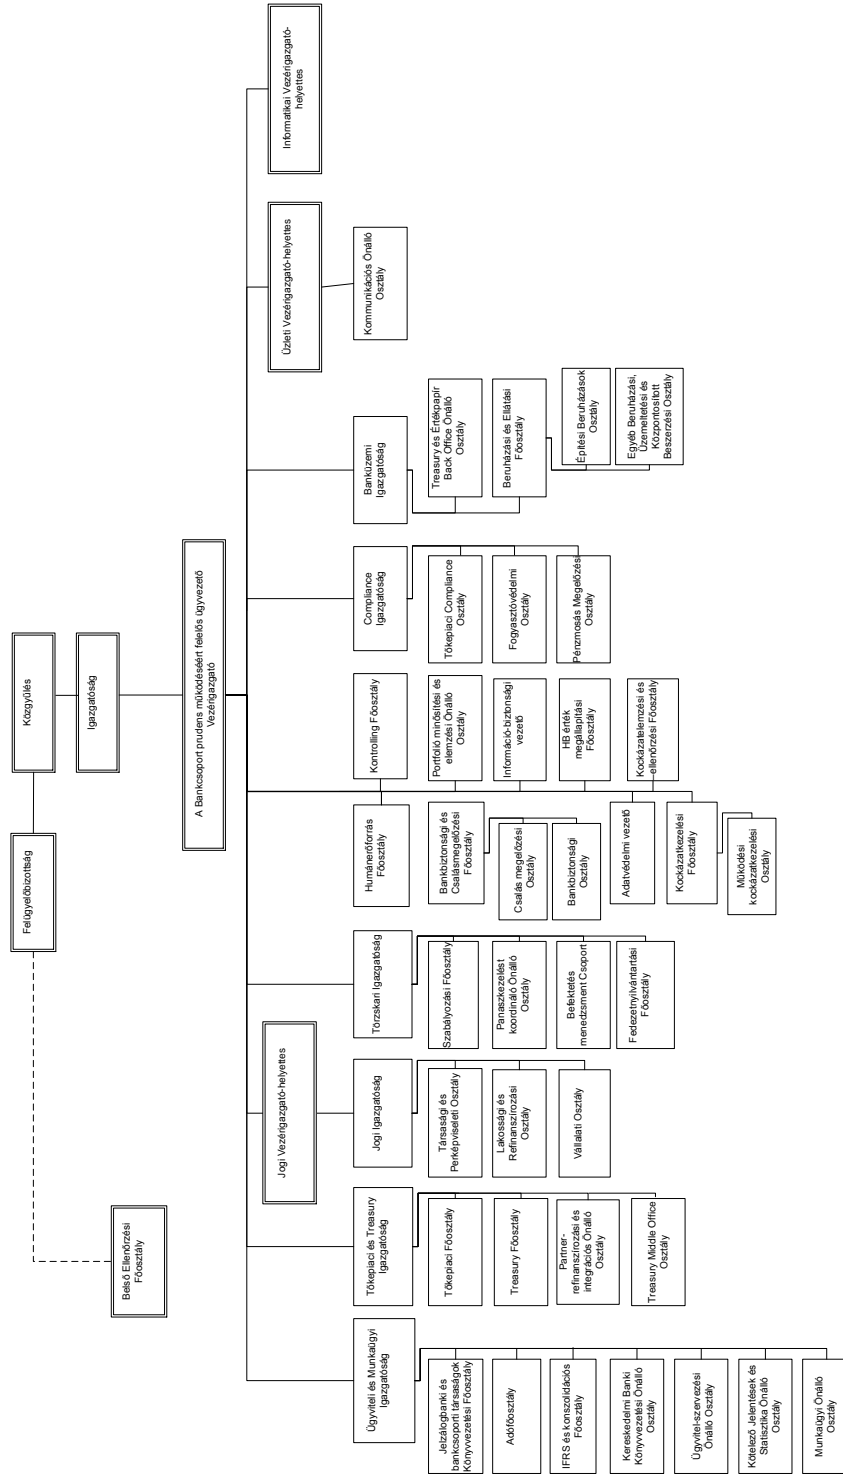 Közgyűlés
Felügyelőbizottság
Igazgatóság
Belső Ellenőrzési
Főosztály
A Bankcsoport prudens működéséért felelős ügyvezető
Vezérigazgató
Jogi Vezérigazgató-helyettes
Üzleti Vezérigazgató-helyettes
Informatikai Vezérigazgató-
helyettes
Ügyviteli és Munkaügyi
Igazgatóság
Jelzálogbanki és
bankcsoporti társaságok
Könyvvezetési Főosztály
Adófőosztály
IFRS és konszolidációs
Főosztály
Kereskedelmi Banki
Könyvvezetési Önálló
Osztály
Ügyvitel-szervezési
Önálló Osztály
Kötelező Jelentések és
Statisztika Önálló
Osztály
Munkaügyi Önálló
Osztály
Tőkepiaci és Treasury
Igazgatóság
Tőkepiaci Főosztály
Treasury Főosztály
Partner-
refinanszírozási és
integrációs Önálló
Osztály
Treasury Middle Office
Osztály
Jogi Igazgatóság
Társasági és
Perképviseleti Osztály
Lakossági és
Refinanszírozási
Osztály
Vállalati Osztály
Törzskari Igazgatóság
Szabályozási Főosztály
Panaszkezelést
koordináló Önálló
Osztály
Befektetés
menedzsment Csoport
Fedezetnyilvántartási
Főosztály
Humánerőforrás
Főosztály
Bankbiztonsági és
Csalásmegelőzési
Főosztály
Csalás megelőzési
Osztály
Bankbiztonsági
Osztály
Adatvédelmi vezető
Kockázatkezelési
Főosztály
Működési
kockázatkezelési
Osztály
Kontrolling Főosztály
Portfolió minősítési és
elemzési Önálló
Osztály
Információ-biztonsági
vezető
HB érték
megállapítási
Főosztály
Kockázatelemzési és
ellenőrzési Főosztály
Compliance
Igazgatóság
Tőkepiaci Compliance
Osztály
Fogyasztóvédelmi
Osztály
Pénzmosás Megelőzési
Osztály
Banküzemi
Igazgatóság
Treasury és Értékpapír
Back Office Önálló
Osztály
Beruházási és Ellátási
Főosztály
Építési Beruházások
Osztály
Egyéb Beruházási,
Üzemeltetési és
Központosított
Beszerzési Osztály
Kommunikációs Önálló
Osztály